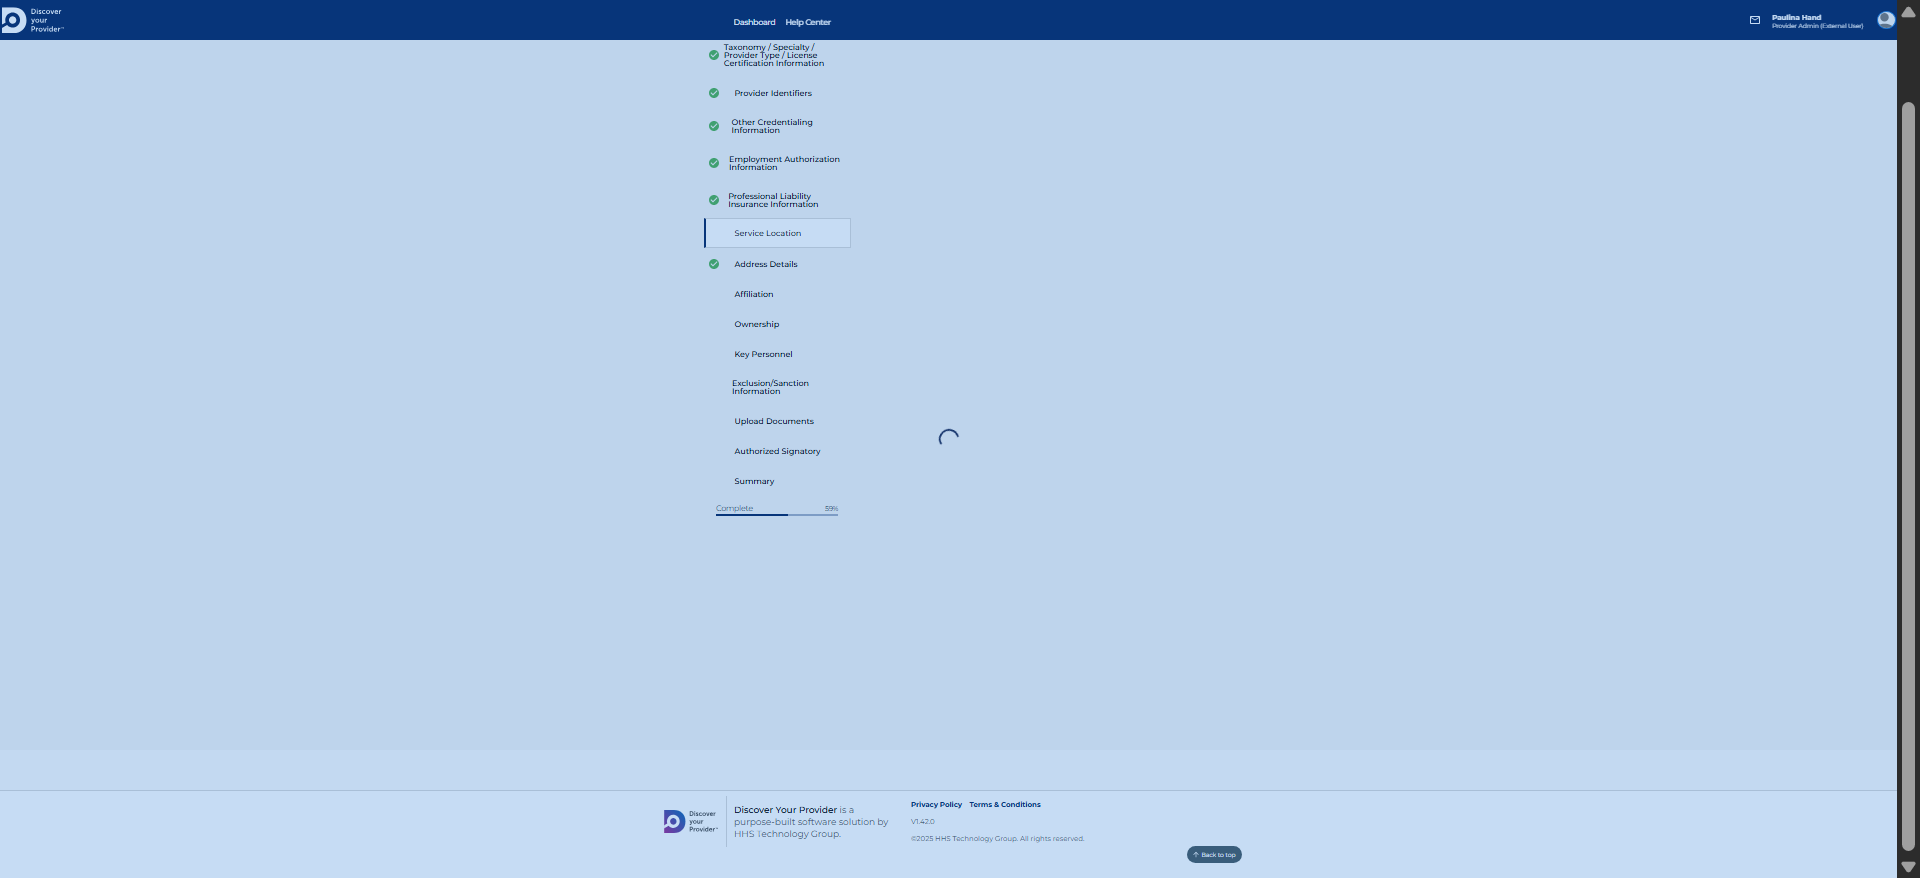 Discover
your
Provider™
Dashboard Help Center
Paulina Hand
Provider Admin (External User)
Taxonomy / Specialty /
Provider Type / License
Certification Information
Provider Identifiers
Other Credentialing
Information
Employment Authorization
Information
Professional Liability
Insurance Information
Service Location
Address Details
Affiliation
Ownership
Key Personnel
Exclusion/Sanction
Information
Upload Documents
Authorized Signatory
Summary
Complete 59%
Discover
your
Provider™
Discover Your Provider is a
purpose-built software solution by
HHS Technology Group.
Privacy Policy Terms & Conditions
V1.42.0
©2025 HHS Technology Group. All rights reserved.
Back to top